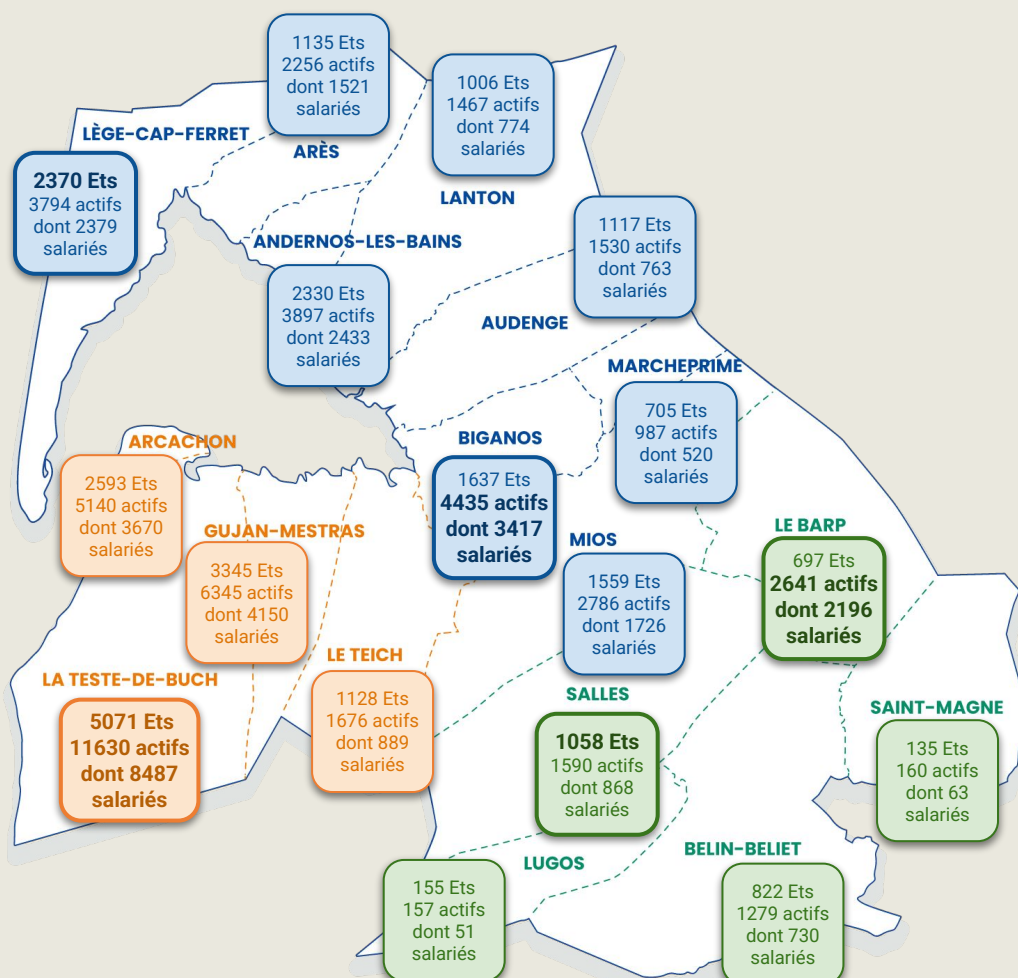 1135 Ets
2256 actifs
dont 1521
salariés
1006 Ets
1467 actifs
dont 774
salariés
LÈGE-CAP-FERRET
ARÈS
2370 Ets
3794 actifs
dont 2379
salariés
LANTON
1117 Ets
1530 actifs
dont 763
salariés
ANDERNOS-LES-BAINS
2330 Ets
3897 actifs
dont 2433
salariés
AUDENGE
MARCHEPRIME
705 Ets
987 actifs
dont 520
salariés
ARCACHON
2593 Ets
5140 actifs
dont 3670
salariés
BIGANOS
1637 Ets
4435 actifs
dont 3417
salariés
GUJAN-MESTRAS
3345 Ets
6345 actifs
dont 4150
salariés
MIOS
1559 Ets
2786 actifs
dont 1726
salariés
LE BARP
697 Ets
2641 actifs
dont 2196
salariés
LE TEICH
1128 Ets
1676 actifs
dont 889
salariés
LA TESTE-DE-BUCH
5071 Ets
11630 actifs
dont 8487
salariés
SALLES
1058 Ets
1590 actifs
dont 868
salariés
SAINT-MAGNE
135 Ets
160 actifs
dont 63
salariés
LUGOS
155 Ets
157 actifs
dont 51
salariés
BELIN-BELIET
822 Ets
1279 actifs
dont 730
salariés